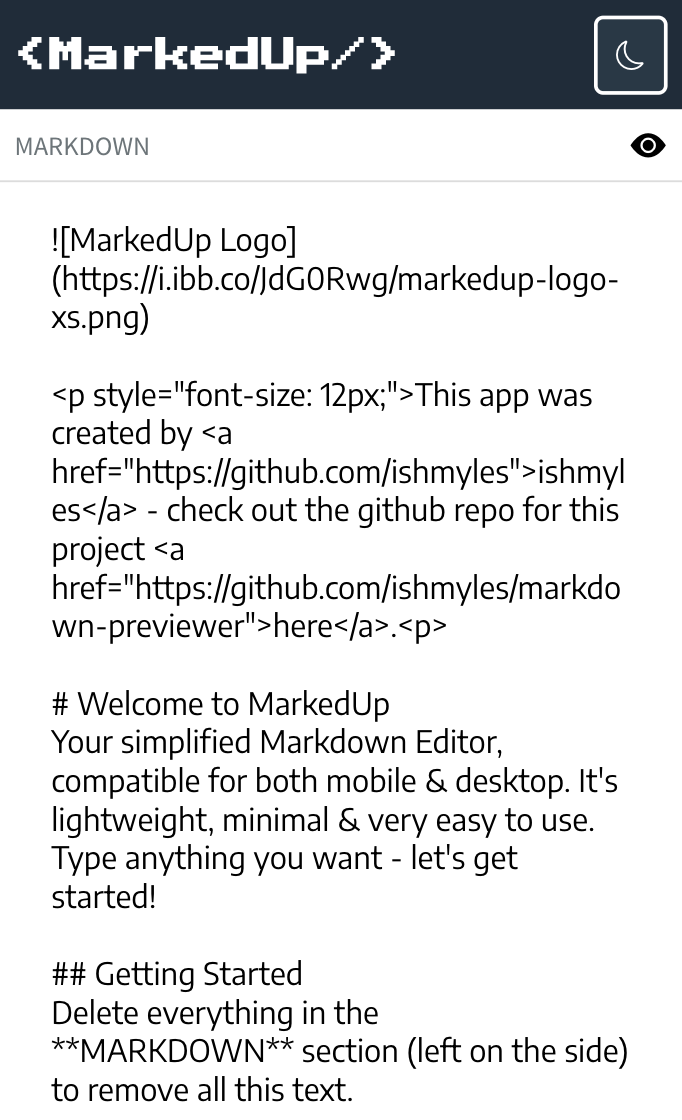 <MarkedUp/>
MARKDOWN
![MarkedUp Logo]
(https://i.ibb.co/JdG0Rwg/markedup-logo-
xs.png)
<p style="font-size: 12px;">This app was
created by <a
href="https://github.com/ishmyles">ishmyl
es</a> - check out the github repo for this
project <a
href="https://github.com/ishmyles/markdo
wn-previewer">here</a>.<p>
# Welcome to MarkedUp
Your simplified Markdown Editor,
compatible for both mobile & desktop. It's
lightweight, minimal & very easy to use.
Type anything you want - let's get
started!
## Getting Started
Delete everything in the
**MARKDOWN** section (left on the side)
to remove all this text.